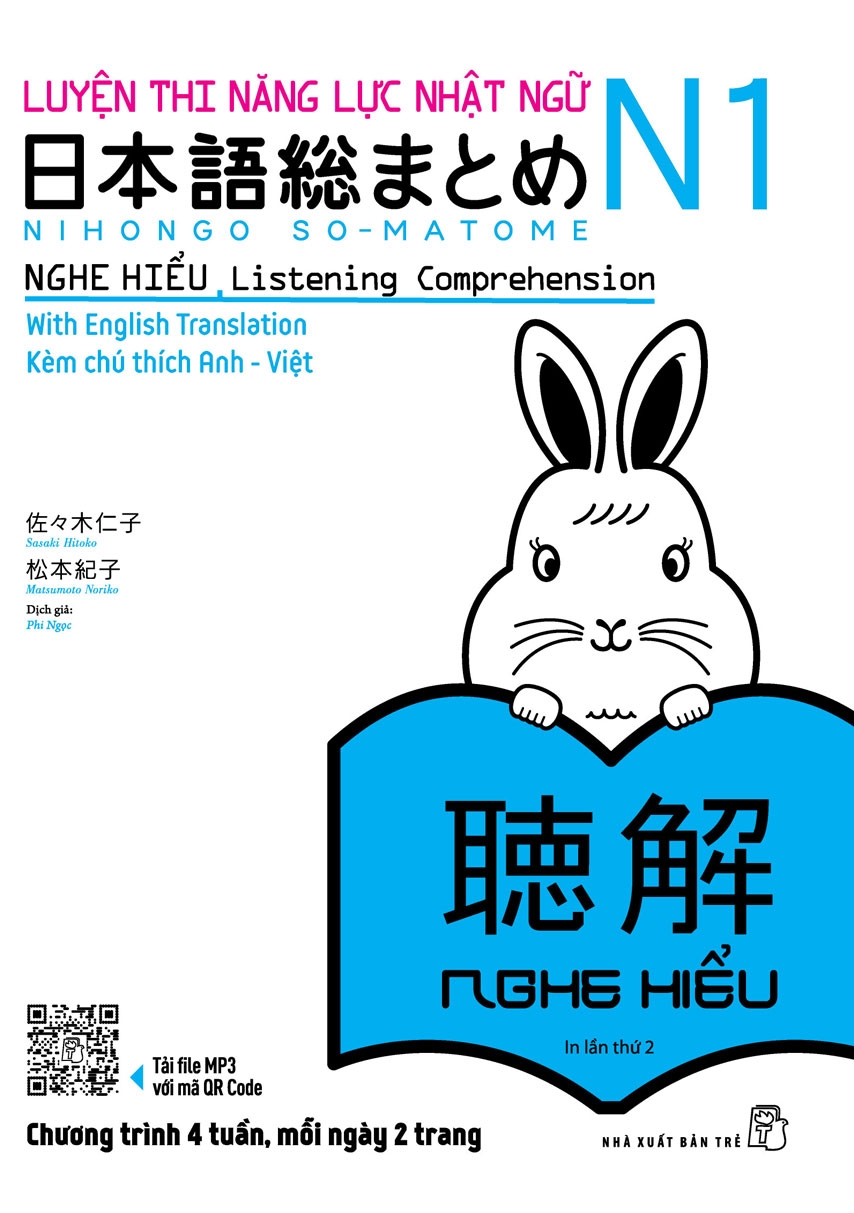 LUYỆN THI NĂNG LỰC NHẬT NGỮ
N1
日本語総まとめ
NIHONGO SO-MATOME
NGHE HIỂU, Listening Comprehension
With English Translation
Kèm chú thích Anh - Việt
佐々木仁子
Sasaki Hitoko
松本紀子
Matsumoto Noriko
Dịch giả:
Phi Ngọc
聴解
NGHE HIỂU
In lần thứ 2
Tải file MP3
với mã QR Code
Chương trình 4 tuần, mỗi ngày 2 trang
NHÀ XUẤT BẢN TRẺ
T